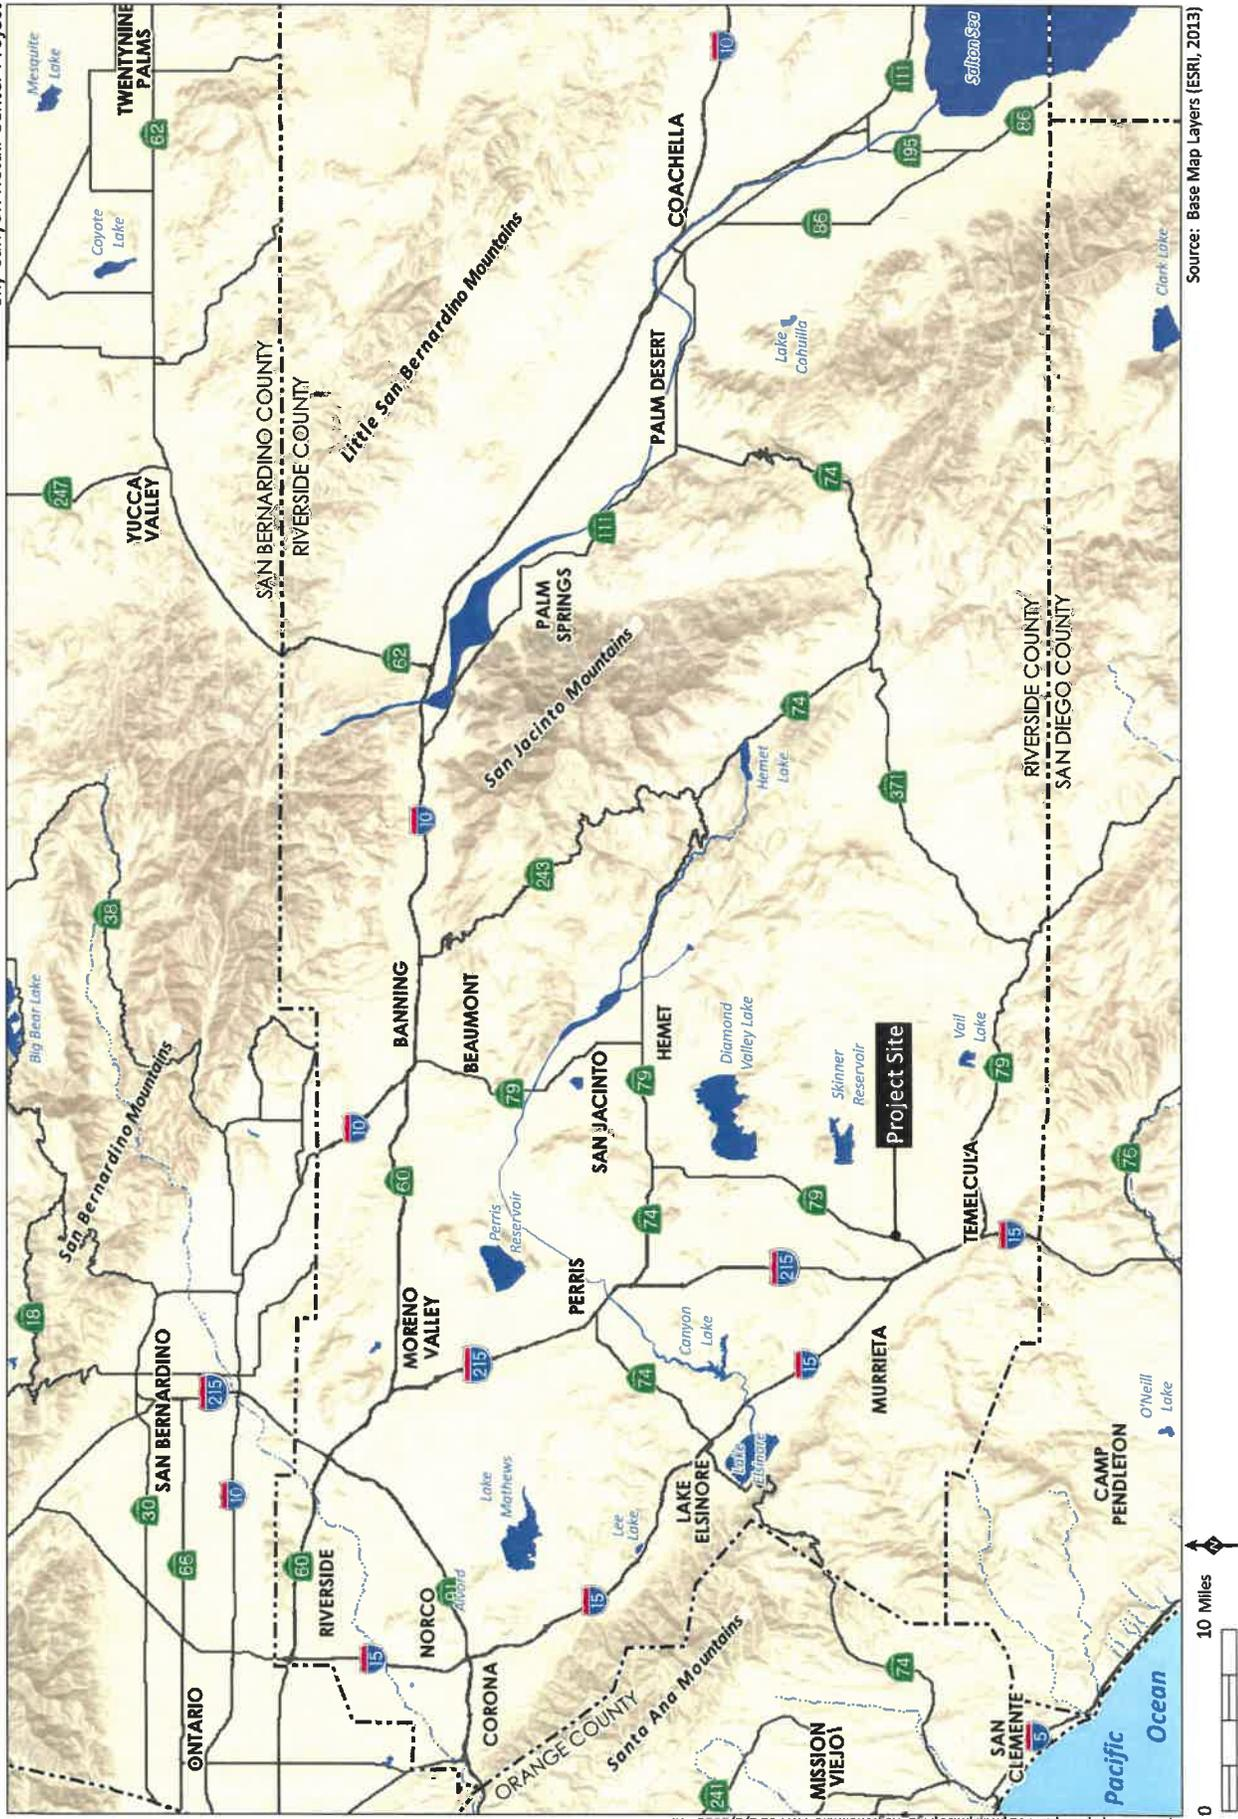 Mesquite
Lake
TWENTYNINE
PALMS
62
Coyote
Lake
247
YUCCA
VALLEY
SAN BERNARDINO COUNTY
RIVERSIDE COUNTY
Little San Bernardino Mountains
10
COACHELLA
111
Salton Sea
195
86
86
PALM DESERT
Lake
Cahuilla
Clark Lake
74
111
PALM
SPRINGS
62
San Jacinto Mountains
RIVERSIDE COUNTY
SAN DIEGO COUNTY
74
Hemet
Lake
371
10
243
38
Big Bear Lake
San Bernardino Mountains
BANNING
BEAUMONT
79
10
60
SAN JACINTO
79
HEMET
Diamond
Valley Lake
Skinner
Reservoir
Project Site
Vail
Lake
79
TEMELCULA
76
15
79
74
215
Perris
Reservoir
PERRIS
MORENO
VALLEY
215
Canyon
Lake
74
15
MURRIETA
18
SAN BERNARDINO
215
10
30
66
60
RIVERSIDE
Lake
Mathews
Lee
Lake
LAKE
ELSINORE
Lake
Elsinore
O'Neill
Lake
CAMP
PENDLETON
91
Alvord
NORCO
15
15
CORONA
ONTARIO
ORANGE COUNTY
Santa Ana Mountains
74
241
MISSION
VIEJO
SAN
CLEMENTE
5
Pacific
Ocean
0
10 Miles
N
Source: Base Map Layers (ESRI, 2013)